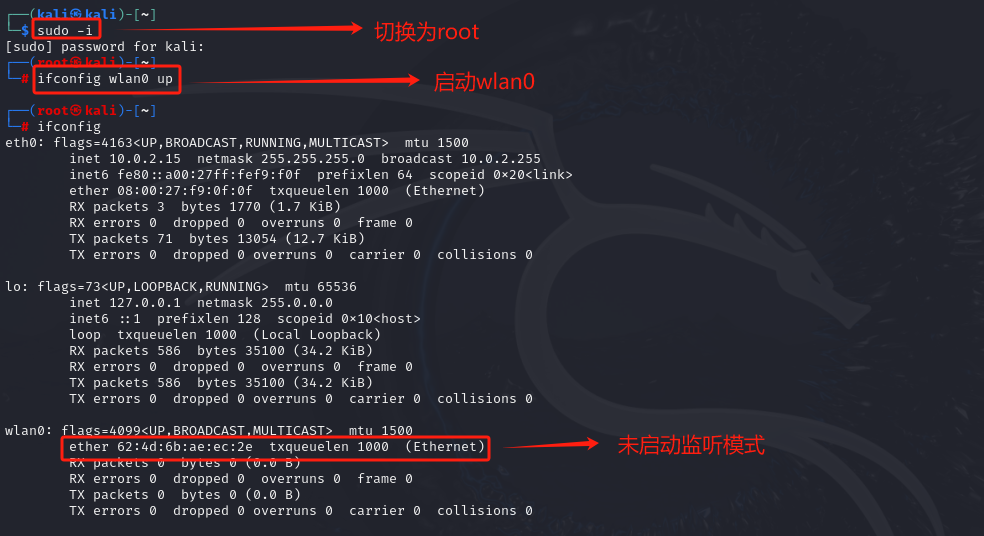 ┌──(kali㉿kali)-[~]
└─$ sudo -i
切换为root
[sudo] password for kali:
┌──(root㉿kali)-[~]
└─# ifconfig wlan0 up
启动wlan0
┌──(root㉿kali)-[~]
└─# ifconfig
eth0: flags=4163<UP,BROADCAST,RUNNING,MULTICAST>  mtu 1500
        inet 10.0.2.15  netmask 255.255.255.0  broadcast 10.0.2.255
        inet6 fe80::a00:27ff:fef9:f0f  prefixlen 64  scopeid 0×20<link>
        ether 08:00:27:f9:0f:0f  txqueuelen 1000  (Ethernet)
        RX packets 3  bytes 1770 (1.7 KiB)
        RX errors 0  dropped 0  overruns 0  frame 0
        TX packets 71  bytes 13054 (12.7 KiB)
        TX errors 0  dropped 0 overruns 0  carrier 0  collisions 0
lo: flags=73<UP,LOOPBACK,RUNNING>  mtu 65536
        inet 127.0.0.1  netmask 255.0.0.0
        inet6 ::1  prefixlen 128  scopeid 0×10<host>
        loop  txqueuelen 1000  (Local Loopback)
        RX packets 586  bytes 35100 (34.2 KiB)
        RX errors 0  dropped 0  overruns 0  frame 0
        TX packets 586  bytes 35100 (34.2 KiB)
        TX errors 0  dropped 0 overruns 0  carrier 0  collisions 0
wlan0: flags=4099<UP,BROADCAST,MULTICAST>  mtu 1500
        ether 62:4d:6b:ae:ec:2e  txqueuelen 1000  (Ethernet)
未启动监听模式
        RX packets 0  bytes 0 (0.0 B)
        RX errors 0  dropped 0  overruns 0  frame 0
        TX packets 0  bytes 0 (0.0 B)
        TX errors 0  dropped 0 overruns 0  carrier 0  collisions 0